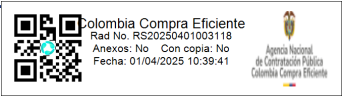 Colombia Compra Eficiente
Rad No. RS20250401003118
Anexos: No Con copia: No
Fecha: 01/04/2025 10:39:41
Agencia Nacional
de Contratación Pública
Colombia Compra Eficiente